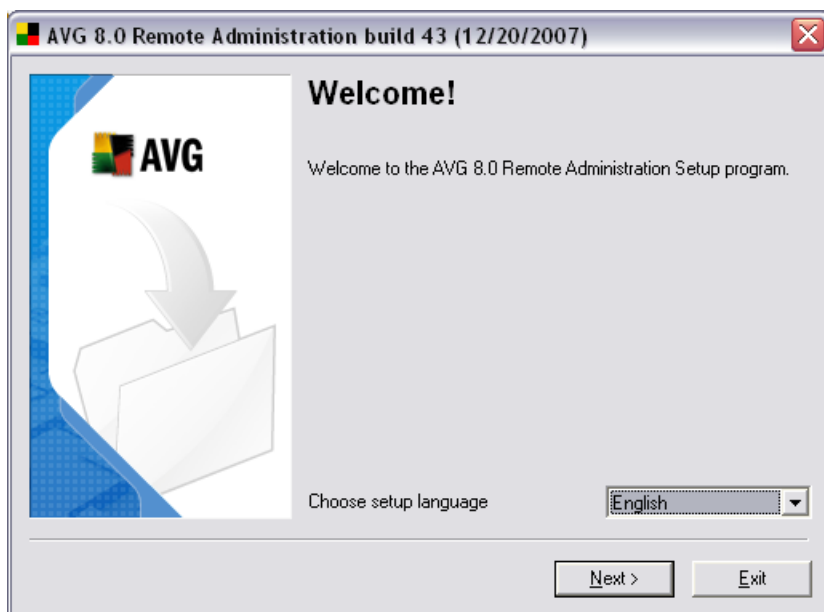 AVG 8.0 Remote Administration build 43 (12/20/2007)
Welcome!
AVG
Welcome to the AVG 8.0 Remote Administration Setup program.
Choose setup language
English
Next >
Exit